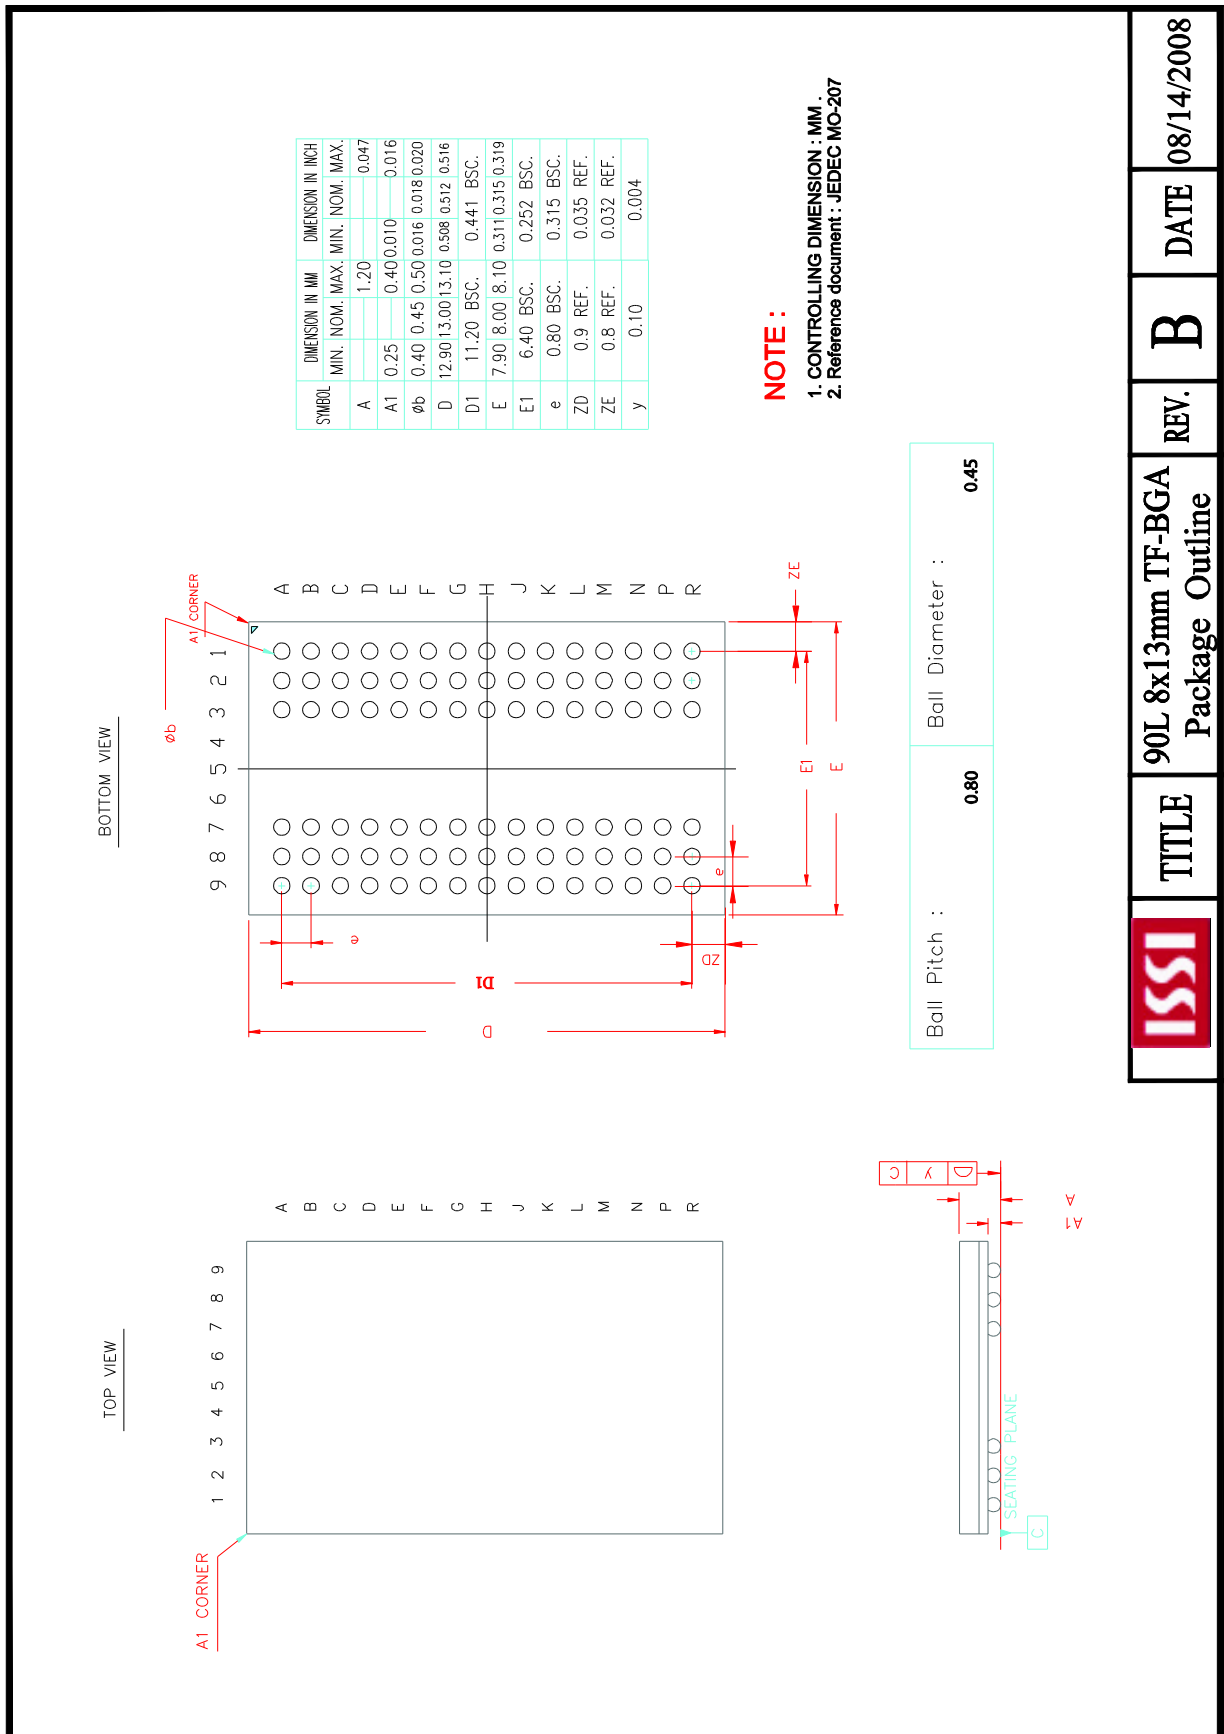 TOP VIEW
A1 CORNER
1 2 3 4 5 6 7 8 9
A
B
C
D
E
F
G
H
J
K
L
M
N
P
R
BOTTOM VIEW
øb
A1 CORNER
9 8 7 6 5 4 3 2 1
A
B
C
D
E
F
G
H
J
K
L
M
N
P
R
e
D1
D
ZD
e
E1
E
ZE
SYMBOL DIMENSION IN MM DIMENSION IN INCH
MIN. NOM. MAX. MIN. NOM. MAX.
A 1.20 0.047
A1 0.25 0.40 0.010 0.016
øb 0.40 0.45 0.50 0.016 0.018 0.020
D 12.90 13.00 13.10 0.508 0.512 0.516
D1 11.20 BSC. 0.441 BSC.
E 7.90 8.00 8.10 0.311 0.315 0.319
E1 6.40 BSC. 0.252 BSC.
e 0.80 BSC. 0.315 BSC.
ZD 0.9 REF. 0.035 REF.
ZE 0.8 REF. 0.032 REF.
y 0.10 0.004
NOTE :
1. CONTROLLING DIMENSION : MM .
2. Reference document : JEDEC MO-207
C y D
A
A1
SEATING PLANE
C
Ball Pitch : 0.80
Ball Diameter : 0.45
ISSI
TITLE
90L 8x13mm TF-BGA
Package Outline
REV.
B
DATE
08/14/2008